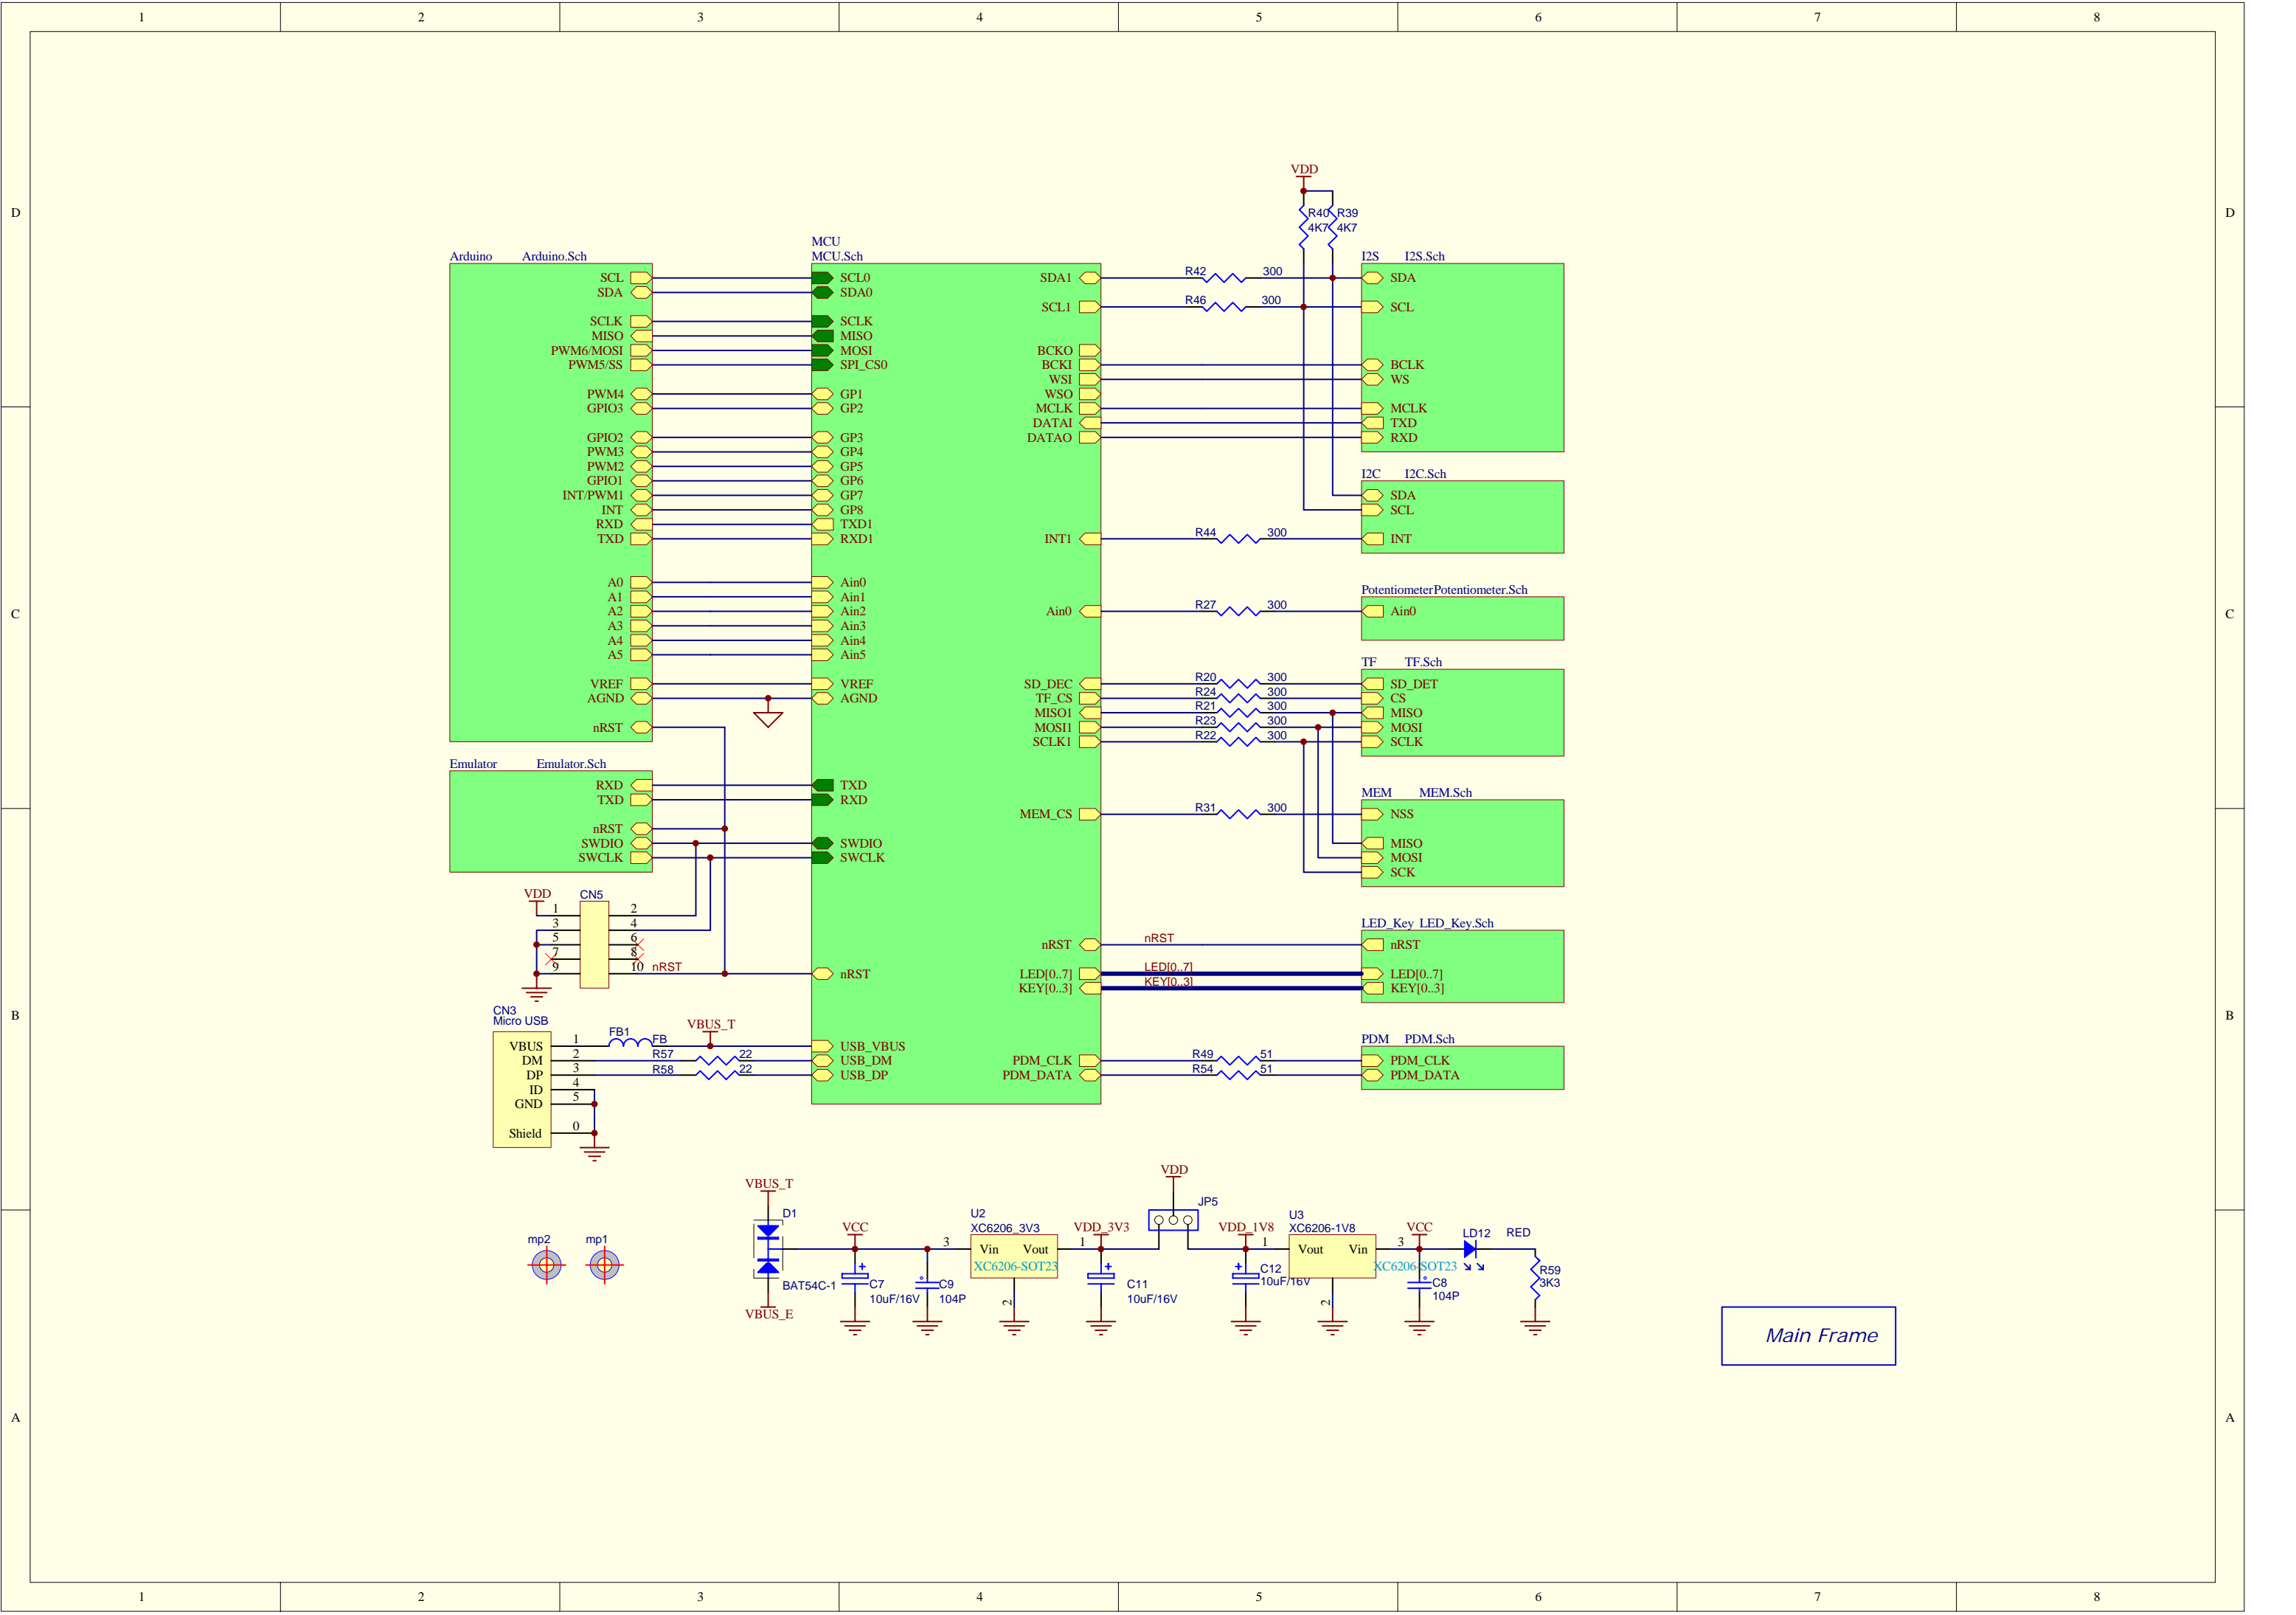 1 2 3 4 5 6 7 8
VDD
D D
R40 R39
4K7 4K7
MCU
Arduino Arduino.Sch MCU.Sch I2S I2S.Sch
SCL SCL0 SDA1 R42 300 SDA
SDA SDA0
SCL1 R46 300 SCL
SCLK SCLK
MISO MISO
PWM6/MOSI MOSI BCKO
PWM5/SS SPI_CS0 BCKI BCLK
WSI WS
PWM4 GP1 WSO
GPIO3 GP2 MCLK MCLK
DATAI TXD
GPIO2 GP3 DATAO RXD
PWM3 GP4
PWM2 GP5 I2C I2C.Sch
GPIO1 GP6
INT/PWM1 GP7 SDA
INT GP8 SCL
RXD TXD1
TXD RXD1 INT1 R44 300 INT
A0 Ain0 Potentiometer Potentiometer.Sch
A1 Ain1
A2 Ain2 Ain0 R27 300 Ain0
C C
A3 Ain3
A4 Ain4
A5 Ain5 TF TF.Sch
VREF VREF SD_DEC R20 300 SD_DET
AGND AGND TF_CS R24 300 CS
MISO1 R21 300 MISO
nRST MOSI1 R23 300 MOSI
SCLK1 R22 300 SCLK
Emulator Emulator.Sch
RXD TXD MEM MEM.Sch
TXD RXD
MEM_CS R31 300 NSS
nRST
SWDIO SWDIO MISO
SWCLK SWCLK MOSI
SCK
VDD CN5
1 2
3 4 LED_Key LED_Key.Sch
5 6 nRST nRST nRST
7 8
9 10 nRST nRST LED[0..7] LED[0..7] LED[0..7]
KEY[0..3] KEY[0..3] KEY[0..3]
B B
CN3
Micro USB
VBUS_T
VBUS 1 FB1 FB USB_VBUS PDM PDM.Sch
DM 2 R57 22 USB_DM PDM_CLK R49 51 PDM_CLK
DP 3 R58 22 USB_DP PDM_DATA R54 51 PDM_DATA
ID 4
GND 5
Shield 0
VDD
VBUS_T
JP5
D1 U2 U3
VCC XC6206_3V3 VDD_3V3 VDD_1V8 XC6206-1V8 VCC LD12 RED
mp2 mp1
3 Vin Vout 1 1 Vout Vin 3
XC6206-SOT23 XC6206-SOT23
BAT54C-1 C7 C9 C11 C12 C8 R59
10uF/16V 104P 10uF/16V 10uF/16V 104P 3K3
2 2
VBUS_E
Main Frame
A A
1 2 3 4 5 6 7 8